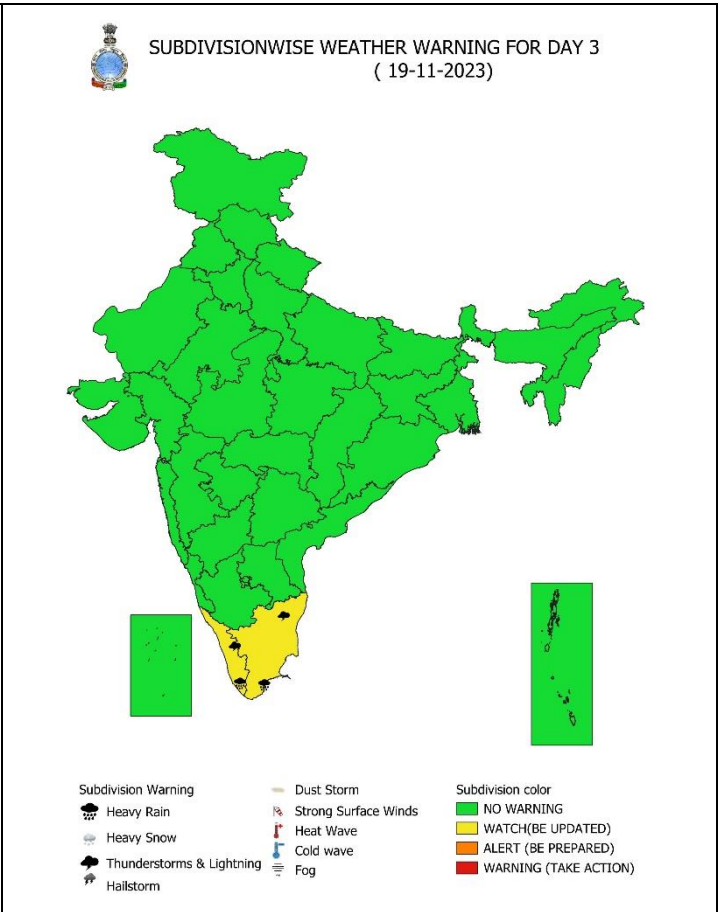 SUBDIVISIONWISE WEATHER WARNING FOR DAY 3
( 19-11-2023)
Subdivision Warning
Heavy Rain
Heavy Snow
Thunderstorms & Lightning
Hailstorm
Dust Storm
Strong Surface Winds
Heat Wave
Cold wave
Fog
Subdivision color
NO WARNING
WATCH(BE UPDATED)
ALERT (BE PREPARED)
WARNING (TAKE ACTION)